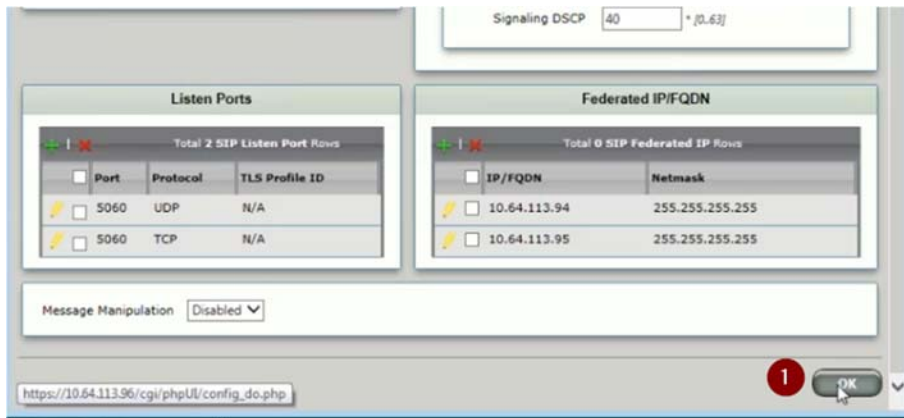 Signaling DSCP 40 * [0..63]
Listen Ports
Total 2 SIP Listen Port Rows
Port Protocol TLS Profile ID
5060 UDP N/A
5060 TCP N/A
Federated IP/FQDN
Total 0 SIP Federated IP Rows
IP/FQDN Netmask
10.64.113.94 255.255.255.255
10.64.113.95 255.255.255.255
Message Manipulation Disabled
https://10.64.113.96/cgi/phpUI/config_do.php
1 OK